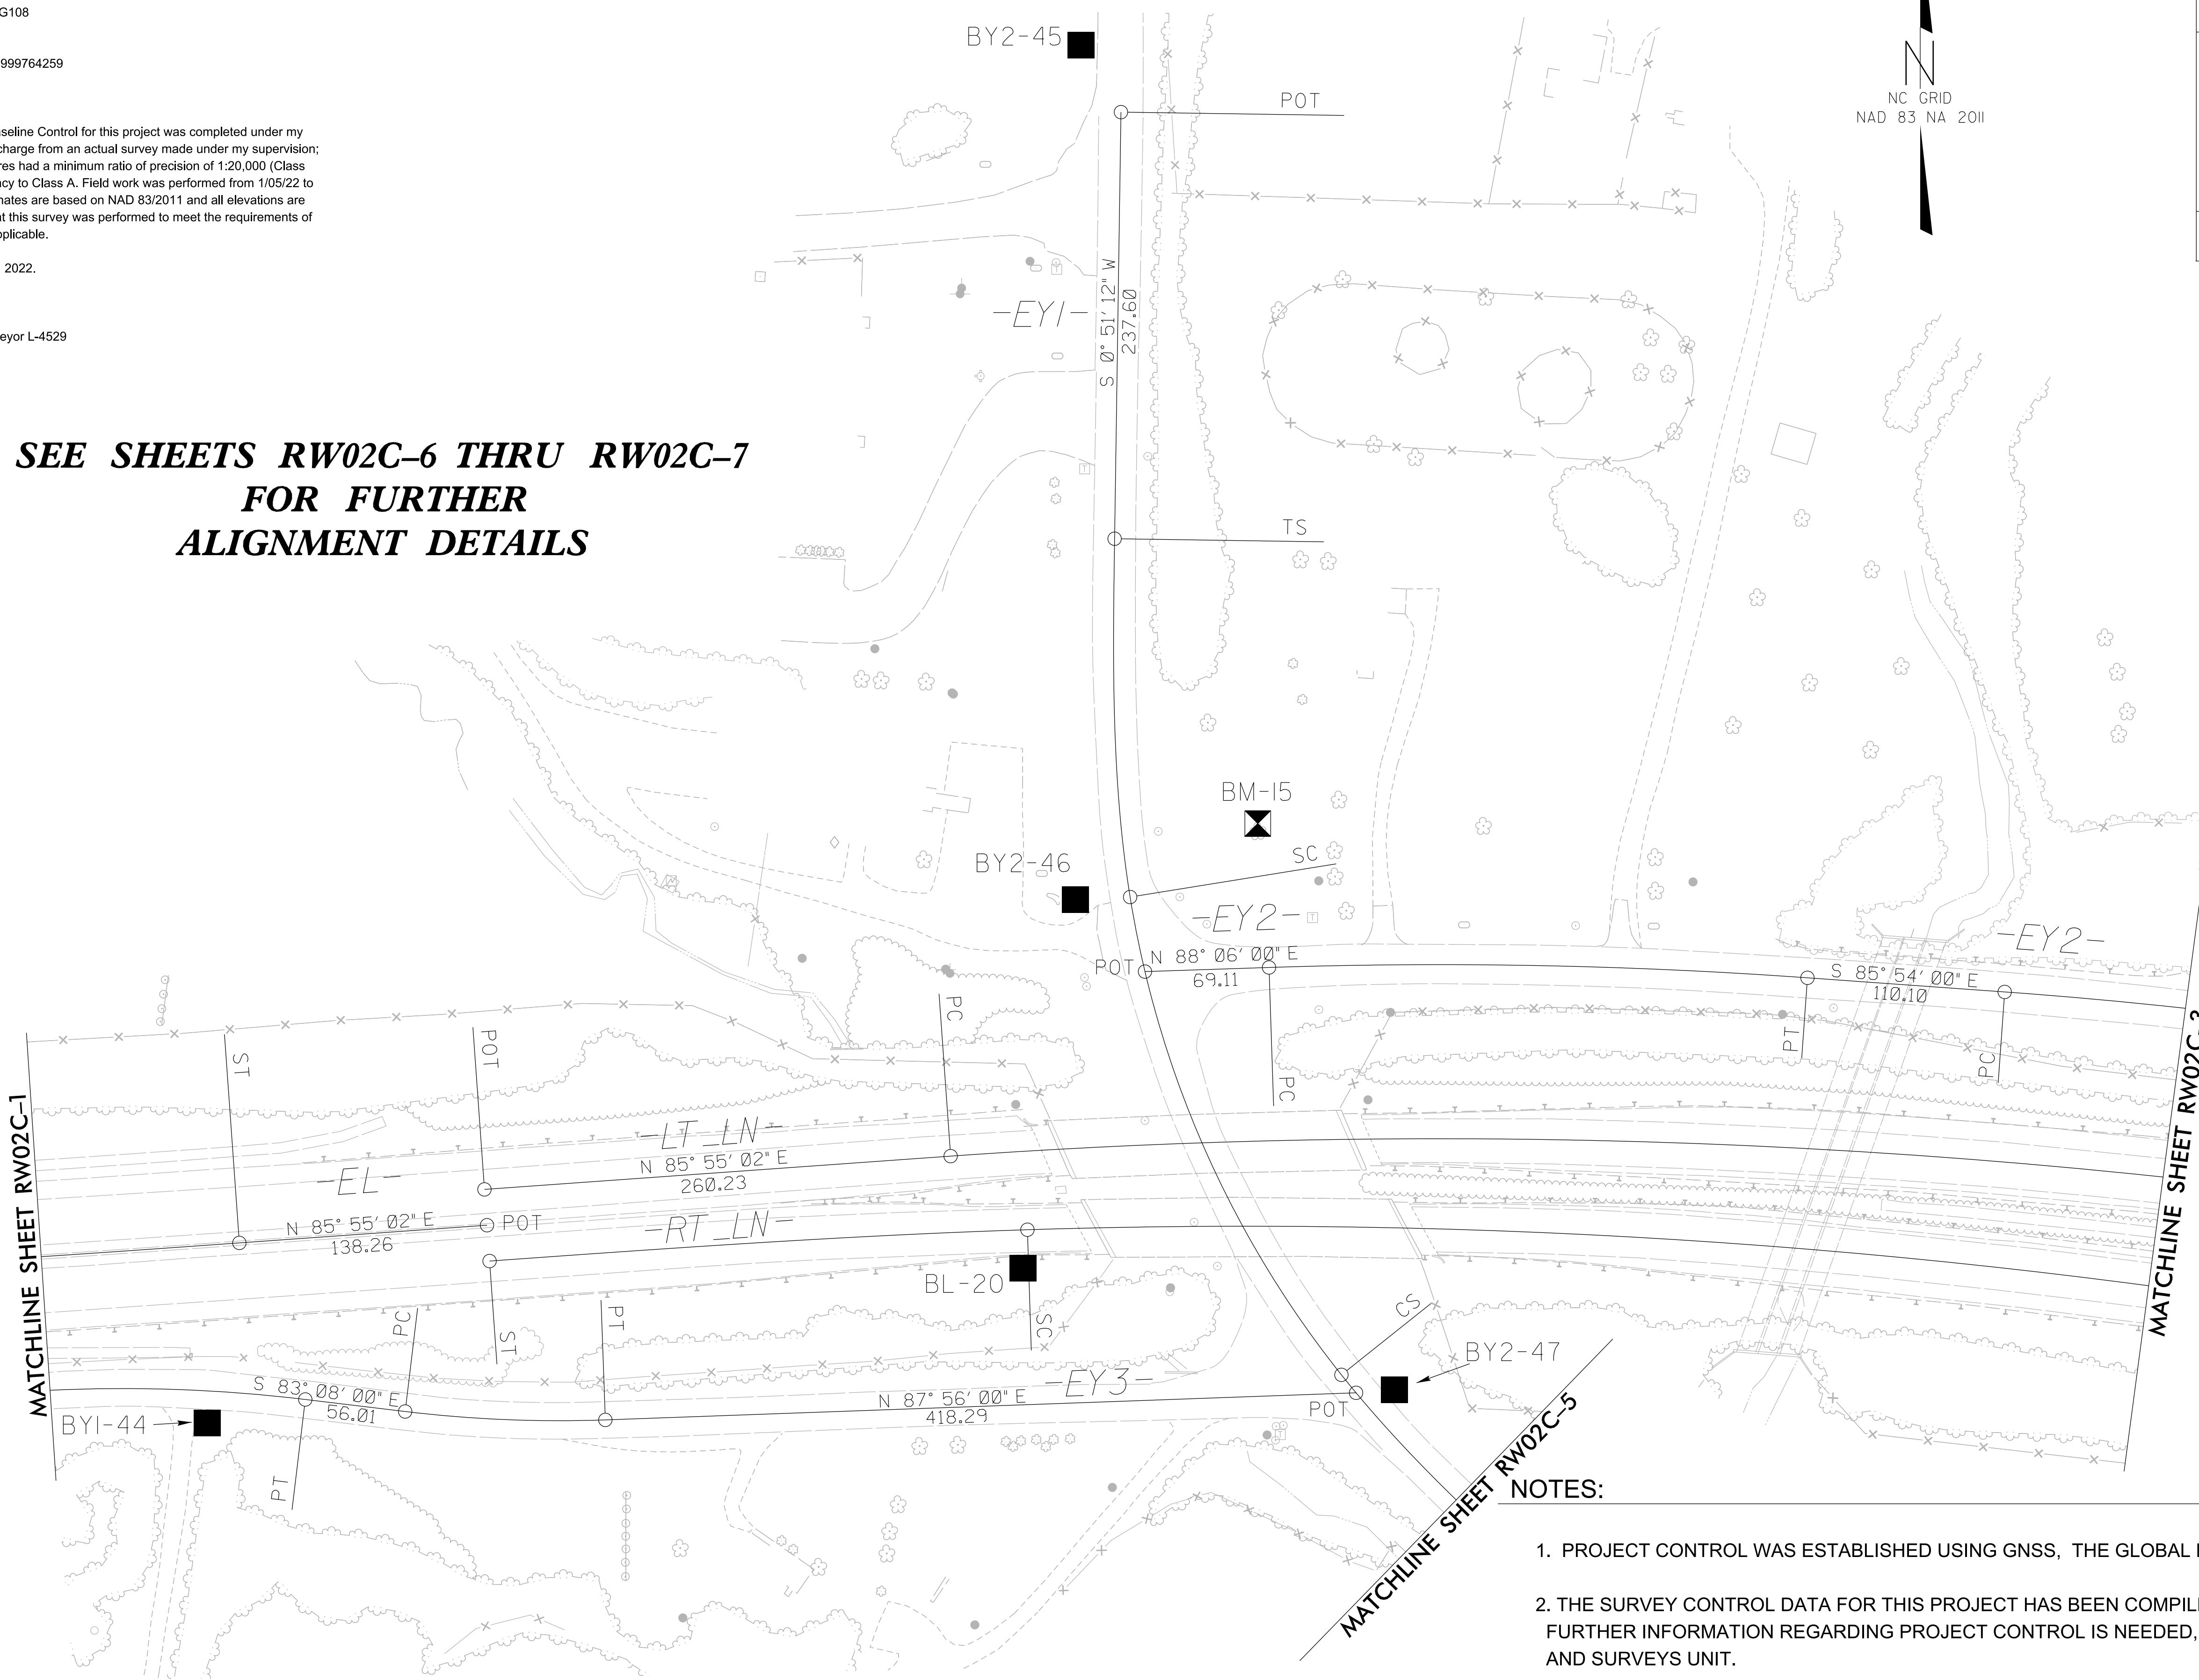 G108
999764259
seline Control for this project was completed under my
charge from an actual survey made under my supervision;
res had a minimum ratio of precision of 1:20,000 (Class
cy to Class A. Field work was performed from 1/05/22 to
nates are based on NAD 83/2011 and all elevations are
at this survey was performed to meet the requirements of
pplicable.
2022.
eyor L-4529
SEE SHEETS RW02C-6 THRU RW02C-7
FOR FURTHER
ALIGNMENT DETAILS
BY2-45
POT
N
NC GRID
NAD 83 NA 2011
-EY1-
S 0° 51' 12" W
237.60
T
T
TS
BM-15
SC
BY2-46
-EY2-
T
POT
N 88° 06' 00" E
69.11
PC
-EY2-
S 85° 54' 00" E
110.10
PT
PC
MATCHLINE SHEET RW02C-1
ST
POT
PC
-LT_LN-
N 85° 55' 02" E
260.23
-EL-
N 85° 55' 02" E
138.26
POT
-RT_LN-
BL-20
SC
PC
ST
PT
CS
BY2-47
MATCHLINE SHEET RW02C-3
S 83° 08' 00" E
56.01
BY1-44
PT
N 87° 56' 00" E
418.29
-EY3-
POT
T
MATCHLINE SHEET RW02C-5
NOTES:
1. PROJECT CONTROL WAS ESTABLISHED USING GNSS, THE GLOBAL
2. THE SURVEY CONTROL DATA FOR THIS PROJECT HAS BEEN COMPIL
FURTHER INFORMATION REGARDING PROJECT CONTROL IS NEEDED,
AND SURVEYS UNIT.